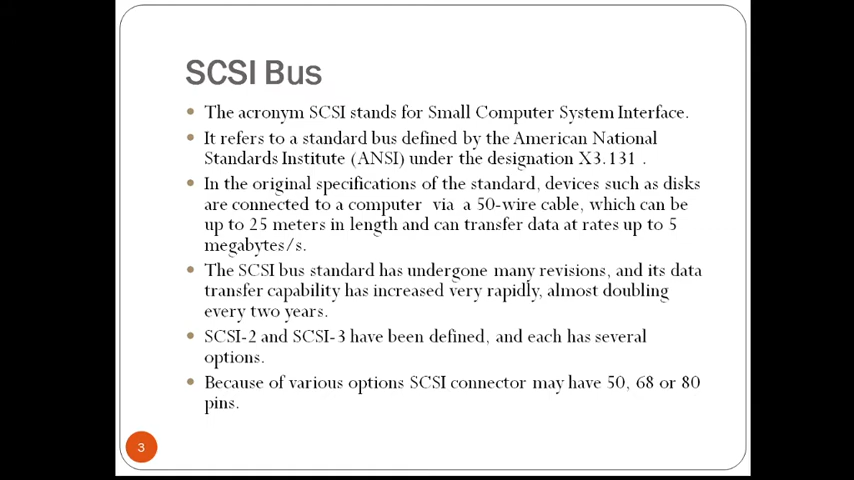 SCSI Bus
• The acronym SCSI stands for Small Computer System Interface.
• It refers to a standard bus defined by the American National
Standards Institute (ANSI) under the designation X3.131 .
• In the original specifications of the standard, devices such as disks
are connected to a computer via a 50-wire cable, which can be
up to 25 meters in length and can transfer data at rates up to 5
megabytes/s.
• The SCSI bus standard has undergone many revisions, and its data
transfer capability has increased very rapidly, almost doubling
every two years.
• SCSI-2 and SCSI-3 have been defined, and each has several
options.
• Because of various options SCSI connector may have 50, 68 or 80
pins.
3